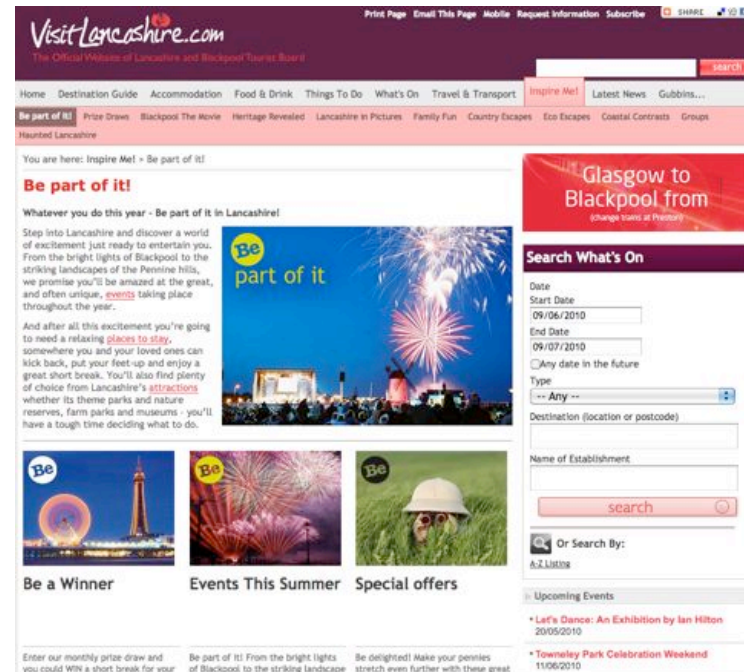 Print Page Email This Page Mobile Request Information Subscribe SHARE
VisitLancashire.com
The Official Website of Lancashire and Blackpool Tourist Board
search
Home Destination Guide Accommodation Food & Drink Things To Do What's On Travel & Transport Inspire Me! Latest News Gubbins...
Be part of it! Prize Draws Blackpool The Movie Heritage Revealed Lancashire in Pictures Family Fun Country Escapes Eco Escapes Coastal Contrasts Groups
Haunted Lancashire
You are here: Inspire Me! » Be part of it!
Be part of it!
Whatever you do this year - Be part of it in Lancashire!
Step into Lancashire and discover a world
of excitement just ready to entertain you.
From the bright lights of Blackpool to the
striking landscapes of the Pennine hills,
we promise you'll be amazed at the great,
and often unique, events taking place
throughout the year.
And after all this excitement you're going
to need a relaxing places to stay,
somewhere you and your loved ones can
kick back, put your feet-up and enjoy a
great short break. You'll also find plenty
of choice from Lancashire's attractions
whether its theme parks and nature
reserves, farm parks and museums - you'll
have a tough time deciding what to do.
Be
part of it
Glasgow to
Blackpool from
(change trains at Preston)
Search What's On
Date
Start Date
09/06/2010
End Date
09/07/2010
Any date in the future
Type
-- Any --
Destination (location or postcode)
Name of Establishment
search
Or Search By:
A-Z Listing
Upcoming Events
Let's Dance: An Exhibition by Ian Hilton
20/05/2010
Towneley Park Celebration Weekend
11/06/2010
Be
Be a Winner
Enter our monthly prize draw and
you could WIN a short break for your
Be
Events This Summer
Be part of it! From the bright lights
of Blackpool to the striking landscape
Be
Special offers
Be delighted! Make your pennies
stretch even further with these great